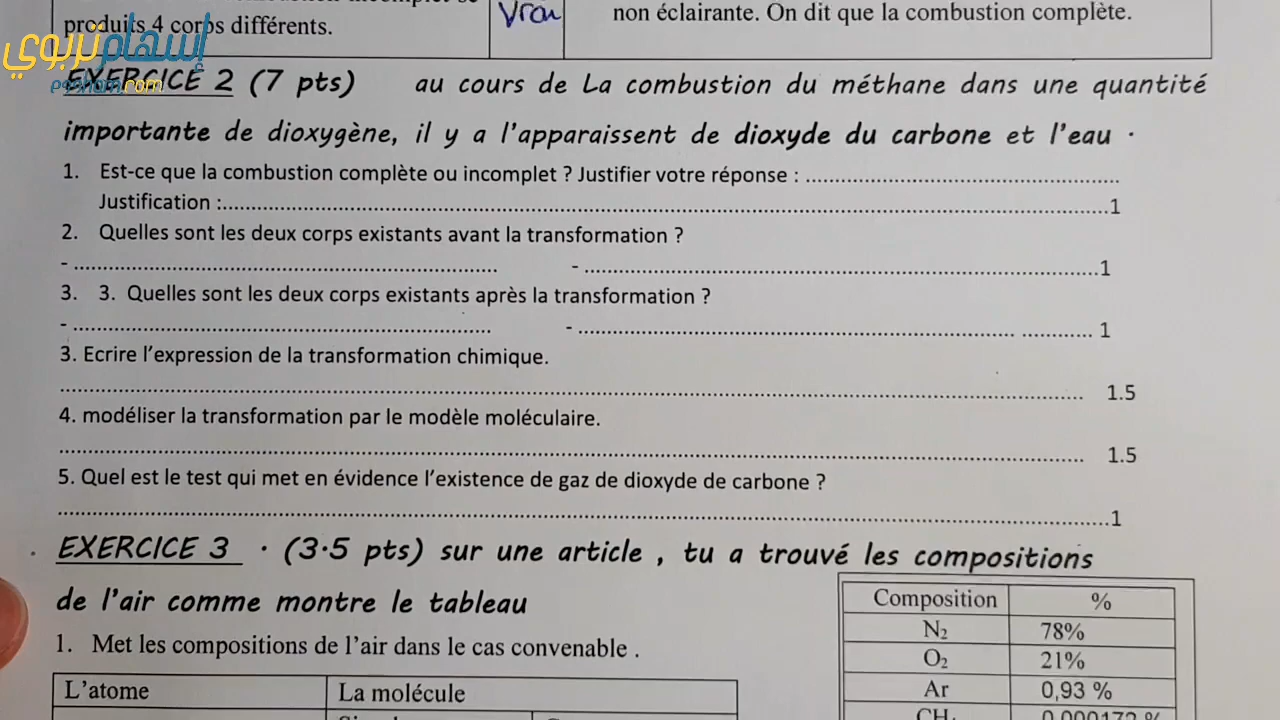 produits 4 corps différents.
Vrai
non éclairante. On dit que la combustion complète.
إسهام تربوي
posham.com
EXERCICE 2 (7 pts) au cours de La combustion du méthane dans une quantité
importante de dioxygène, il y a l'apparaissent de dioxyde du carbone et l'eau .
1. Est-ce que la combustion complète ou incomplet ? Justifier votre réponse : ......................................................
Justification :..........................................................................................................................................................1
2. Quelles sont les deux corps existants avant la transformation ?
- ........................................................................ - .........................................................................................1
3. 3. Quelles sont les deux corps existants après la transformation ?
- ........................................................................ - ........................................................................... ............ 1
3. Ecrire l'expression de la transformation chimique.
................................................................................................................................................................ 1.5
4. modéliser la transformation par le modèle moléculaire.
................................................................................................................................................................ 1.5
5. Quel est le test qui met en évidence l'existence de gaz de dioxyde de carbone ?
....................................................................................................................................................................1
EXERCICE 3 . (3.5 pts) sur une article , tu a trouvé les compositions
de l'air comme montre le tableau
1. Met les compositions de l'air dans le cas convenable .
L'atome La molécule
Composition %
N₂ 78%
O₂ 21%
Ar 0,93 %